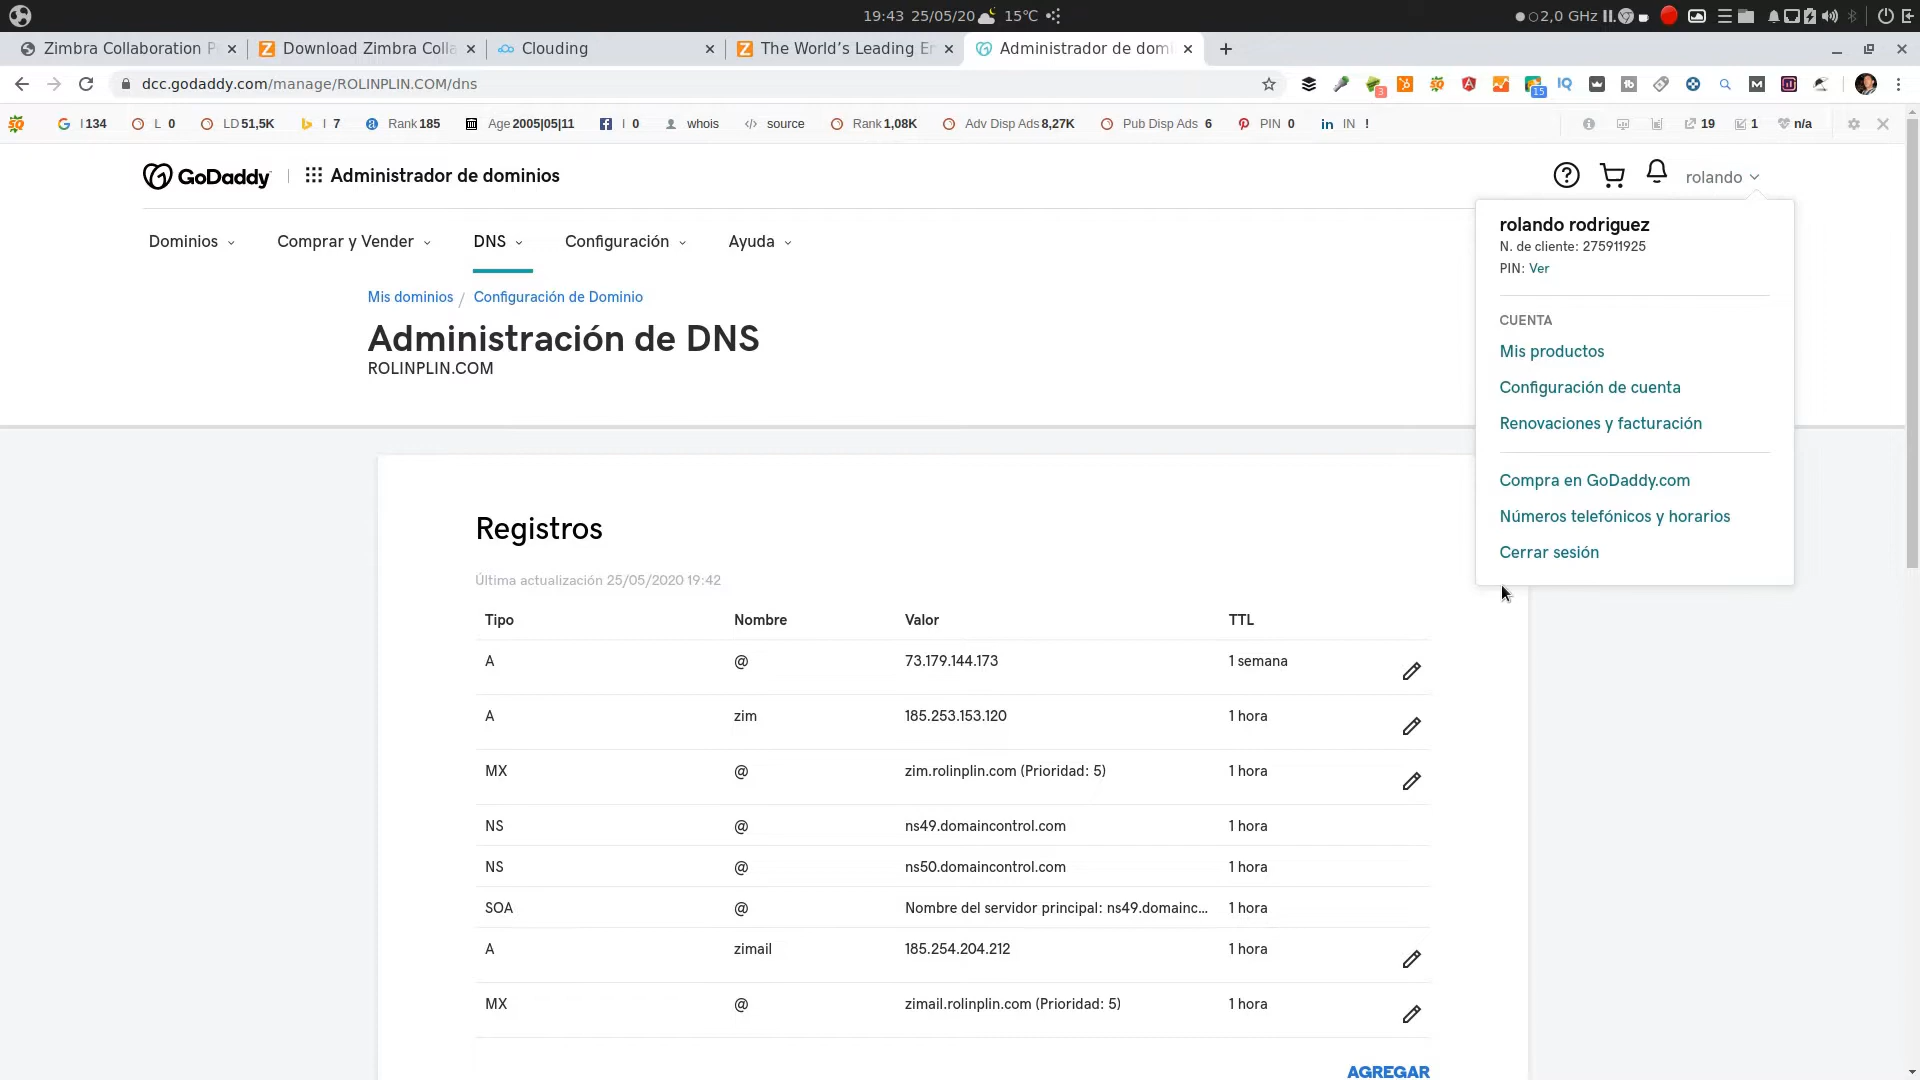 19:43 25/05/20 15°C 2,0 GHz
Zimbra Collaboration P
Download Zimbra Colla
Clouding
The World's Leading En
Administrador de domi
dcc.godaddy.com/manage/ROLINPLIN.COM/dns
3
15
I 134 L 0 LD 51,5K I 7 Rank 185 Age 2005|05|11 I 0 whois source Rank 1,08K Adv Disp Ads 8,27K Pub Disp Ads 6 PIN 0 in IN ! 19 1 n/a
GoDaddy Administrador de dominios
rolando
Dominios Comprar y Vender DNS Configuración Ayuda
rolando rodriguez
N. de cliente: 275911925
PIN: Ver
CUENTA
Mis productos
Configuración de cuenta
Renovaciones y facturación
Compra en GoDaddy.com
Números telefónicos y horarios
Cerrar sesión
Mis dominios / Configuración de Dominio
Administración de DNS
ROLINPLIN.COM
Registros
Última actualización 25/05/2020 19:42
Tipo Nombre Valor TTL
A @ 73.179.144.173 1 semana
A zim 185.253.153.120 1 hora
MX @ zim.rolinplin.com (Prioridad: 5) 1 hora
NS @ ns49.domaincontrol.com 1 hora
NS @ ns50.domaincontrol.com 1 hora
SOA @ Nombre del servidor principal: ns49.domainc... 1 hora
A zimail 185.254.204.212 1 hora
MX @ zimail.rolinplin.com (Prioridad: 5) 1 hora
AGREGAR